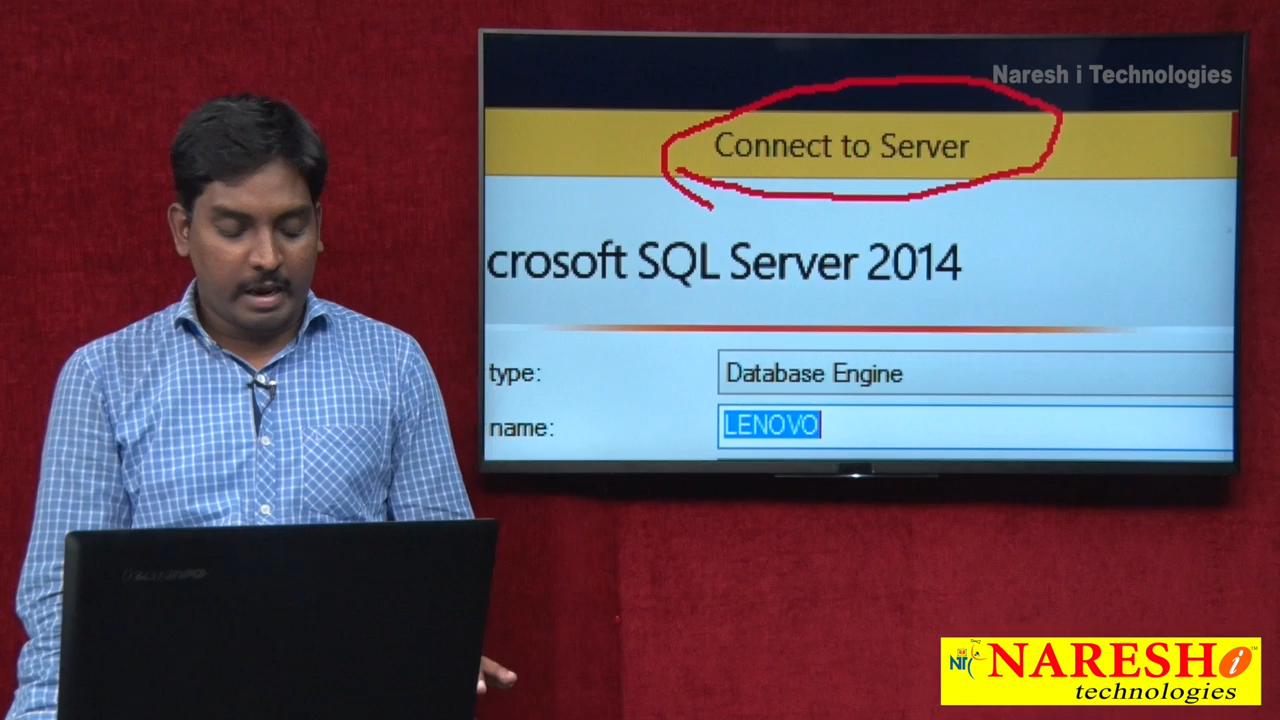 Naresh i Technologies
Connect to Server
crosoft SQL Server 2014
type:
Database Engine
name:
LENOVO
NARESH i
technologies